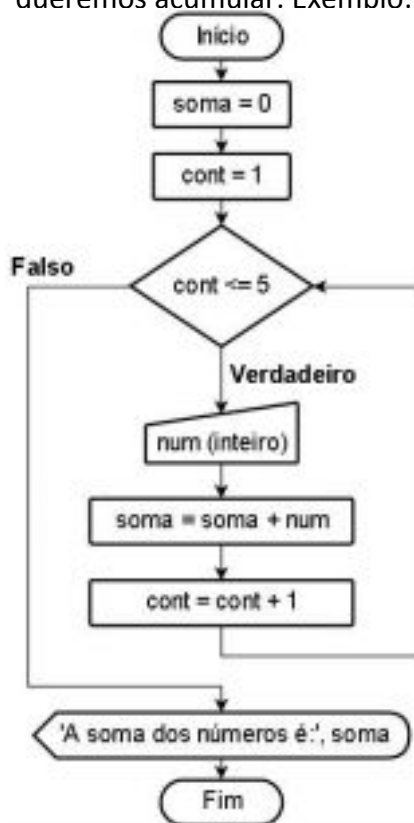 queremos acumular. Exemplo:
Início
soma = 0
cont = 1
Falso
cont <= 5
Verdadeiro
num (inteiro)
soma = soma + num
cont = cont + 1
'A soma dos números é:', soma
Fim